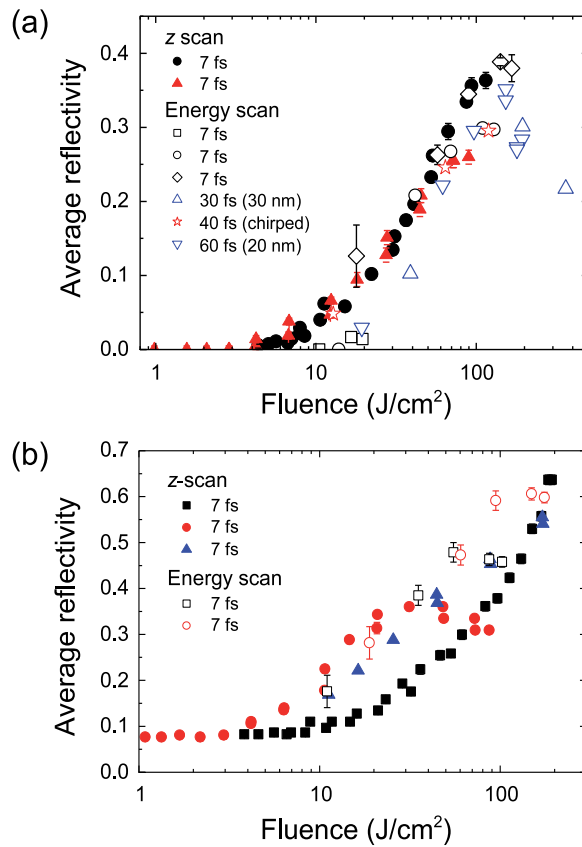 (a)
0.4
0.3
0.2
0.1
0.0
Average reflectivity
z scan
7 fs
7 fs
Energy scan
7 fs
7 fs
7 fs
30 fs (30 nm)
40 fs (chirped)
60 fs (20 nm)
1
10
100
Fluence (J/cm²)
(b)
0.7
0.6
0.5
0.4
0.3
0.2
0.1
0.0
Average reflectivity
z-scan
7 fs
7 fs
7 fs
Energy scan
7 fs
7 fs
1
10
100
Fluence (J/cm²)